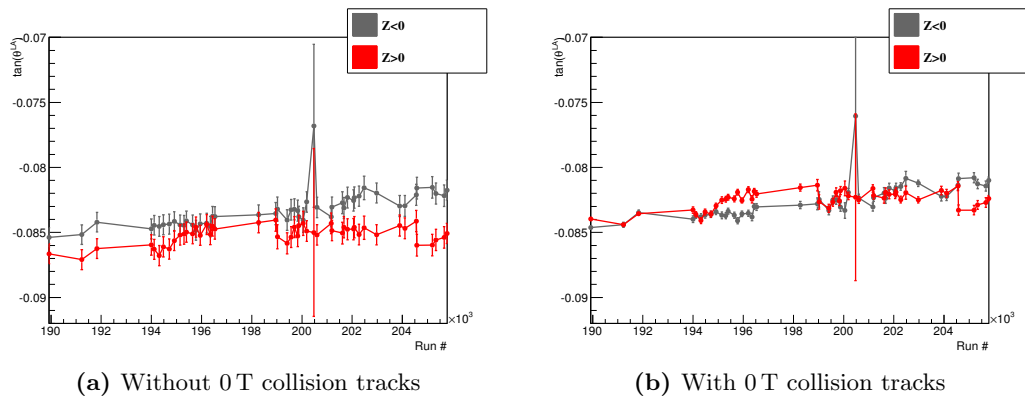 tan(θ^LA)
-0.07
-0.075
-0.08
-0.085
-0.09
190 192 194 196 198 200 202 204
×10³
Run #
Z<0
Z>0
(a) Without 0 T collision tracks
tan(θ^LA)
-0.07
-0.075
-0.08
-0.085
-0.09
190 192 194 196 198 200 202 204
×10³
Run #
Z<0
Z>0
(b) With 0 T collision tracks